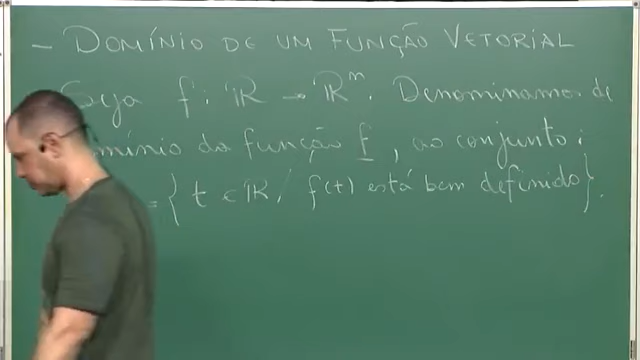 - DOMÍNIO DE UM FUNÇÃO VETORIAL
Seja f: ℝ → ℝⁿ. Denominamos de
mínio da função f, ao conjunto:
= { t ∈ ℝ / f(t) está bem definido }.